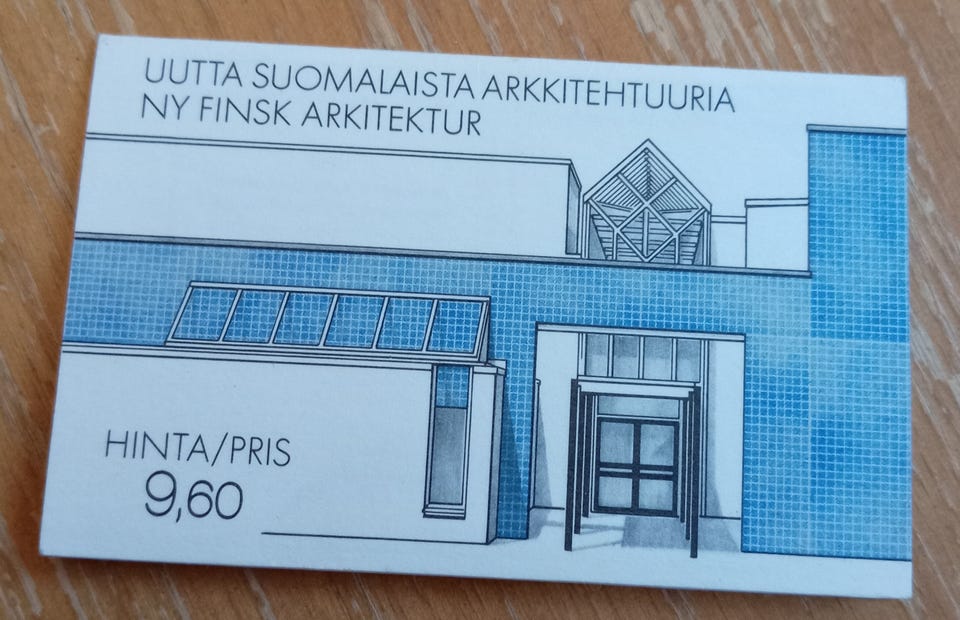 UUTTA SUOMALAISTA ARKKITEHTUURIA
NY FINSK ARKITEKTUR
HINTA/PRIS
9,60